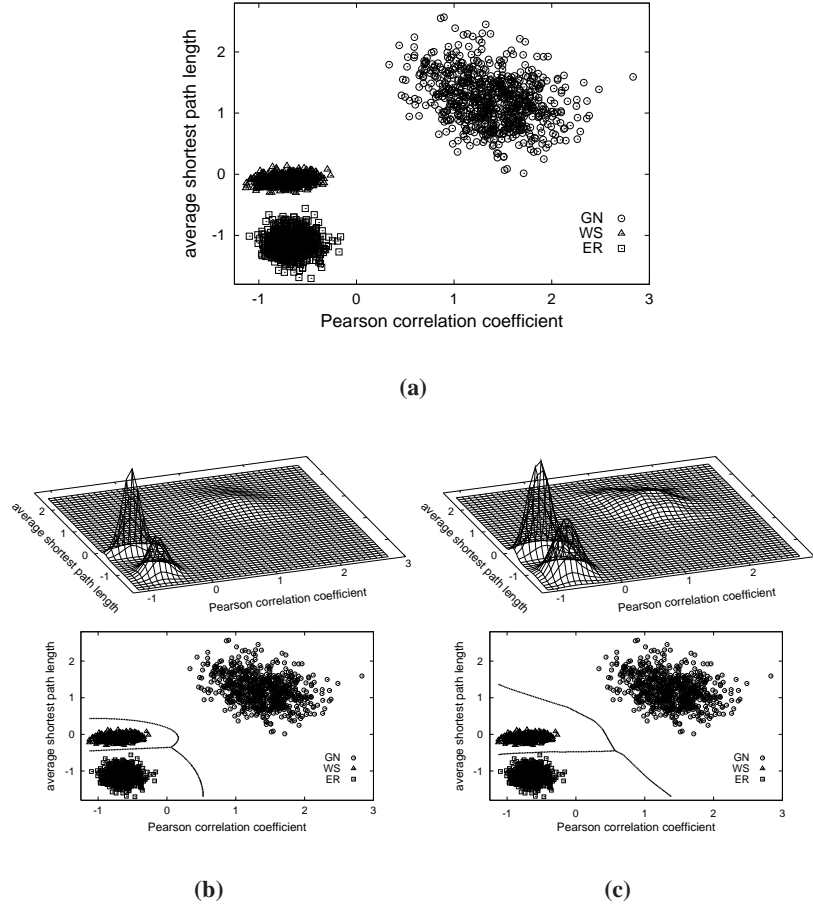 average shortest path length
2
1
0
-1
GN
WS
ER
-1 0 1 2 3
Pearson correlation coefficient
(a)
average shortest path length
2
1
0
-1
-1 0 1 2 3
Pearson correlation coefficient
average shortest path length
2
1
0
-1
-1 0 1 2
Pearson correlation coefficient
average shortest path length
2
1
0
-1
GN
WS
ER
-1 0 1 2 3
Pearson correlation coefficient
average shortest path length
2
1
0
-1
GN
WS
ER
-1 0 1 2 3
Pearson correlation coefficient
(b)
(c)